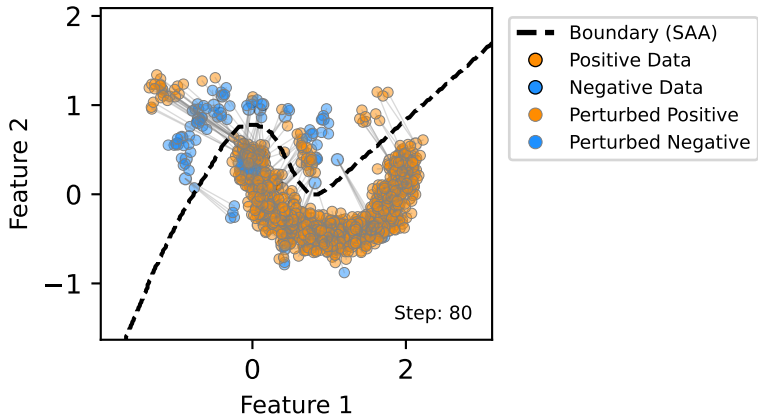 2
1
0
−1
Feature 2
0
2
Feature 1
Step: 80
Boundary (SAA)
Positive Data
Negative Data
Perturbed Positive
Perturbed Negative